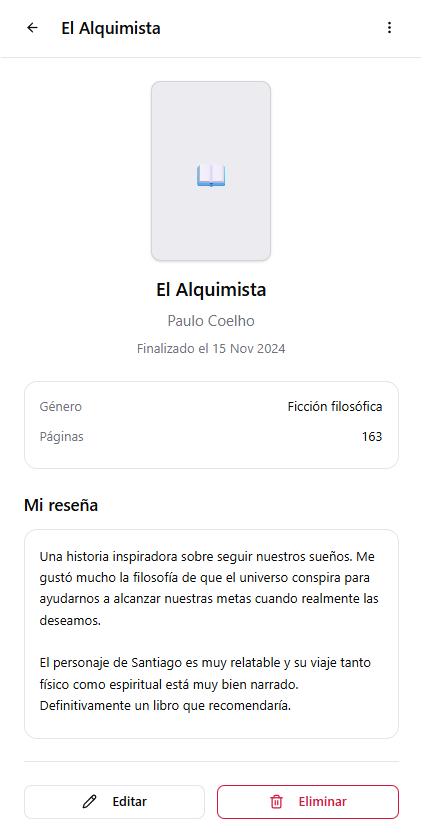 El Alquimista
El Alquimista
Paulo Coelho
Finalizado el 15 Nov 2024
Género Ficción filosófica
Páginas 163
Mi reseña
Una historia inspiradora sobre seguir nuestros sueños. Me
gustó mucho la filosofía de que el universo conspira para
ayudarnos a alcanzar nuestras metas cuando realmente las
deseamos.
El personaje de Santiago es muy relatable y su viaje tanto
físico como espiritual está muy bien narrado.
Definitivamente un libro que recomendaría.
Editar Eliminar